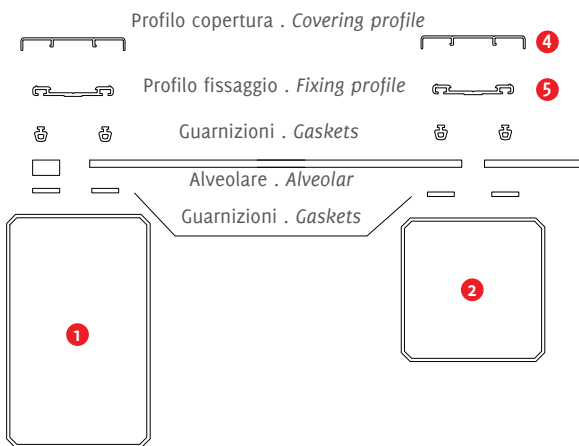 Profilo copertura . Covering profile
4
Profilo fissaggio . Fixing profile
5
Guarnizioni . Gaskets
Alveolare . Alveolar
Guarnizioni . Gaskets
2
1